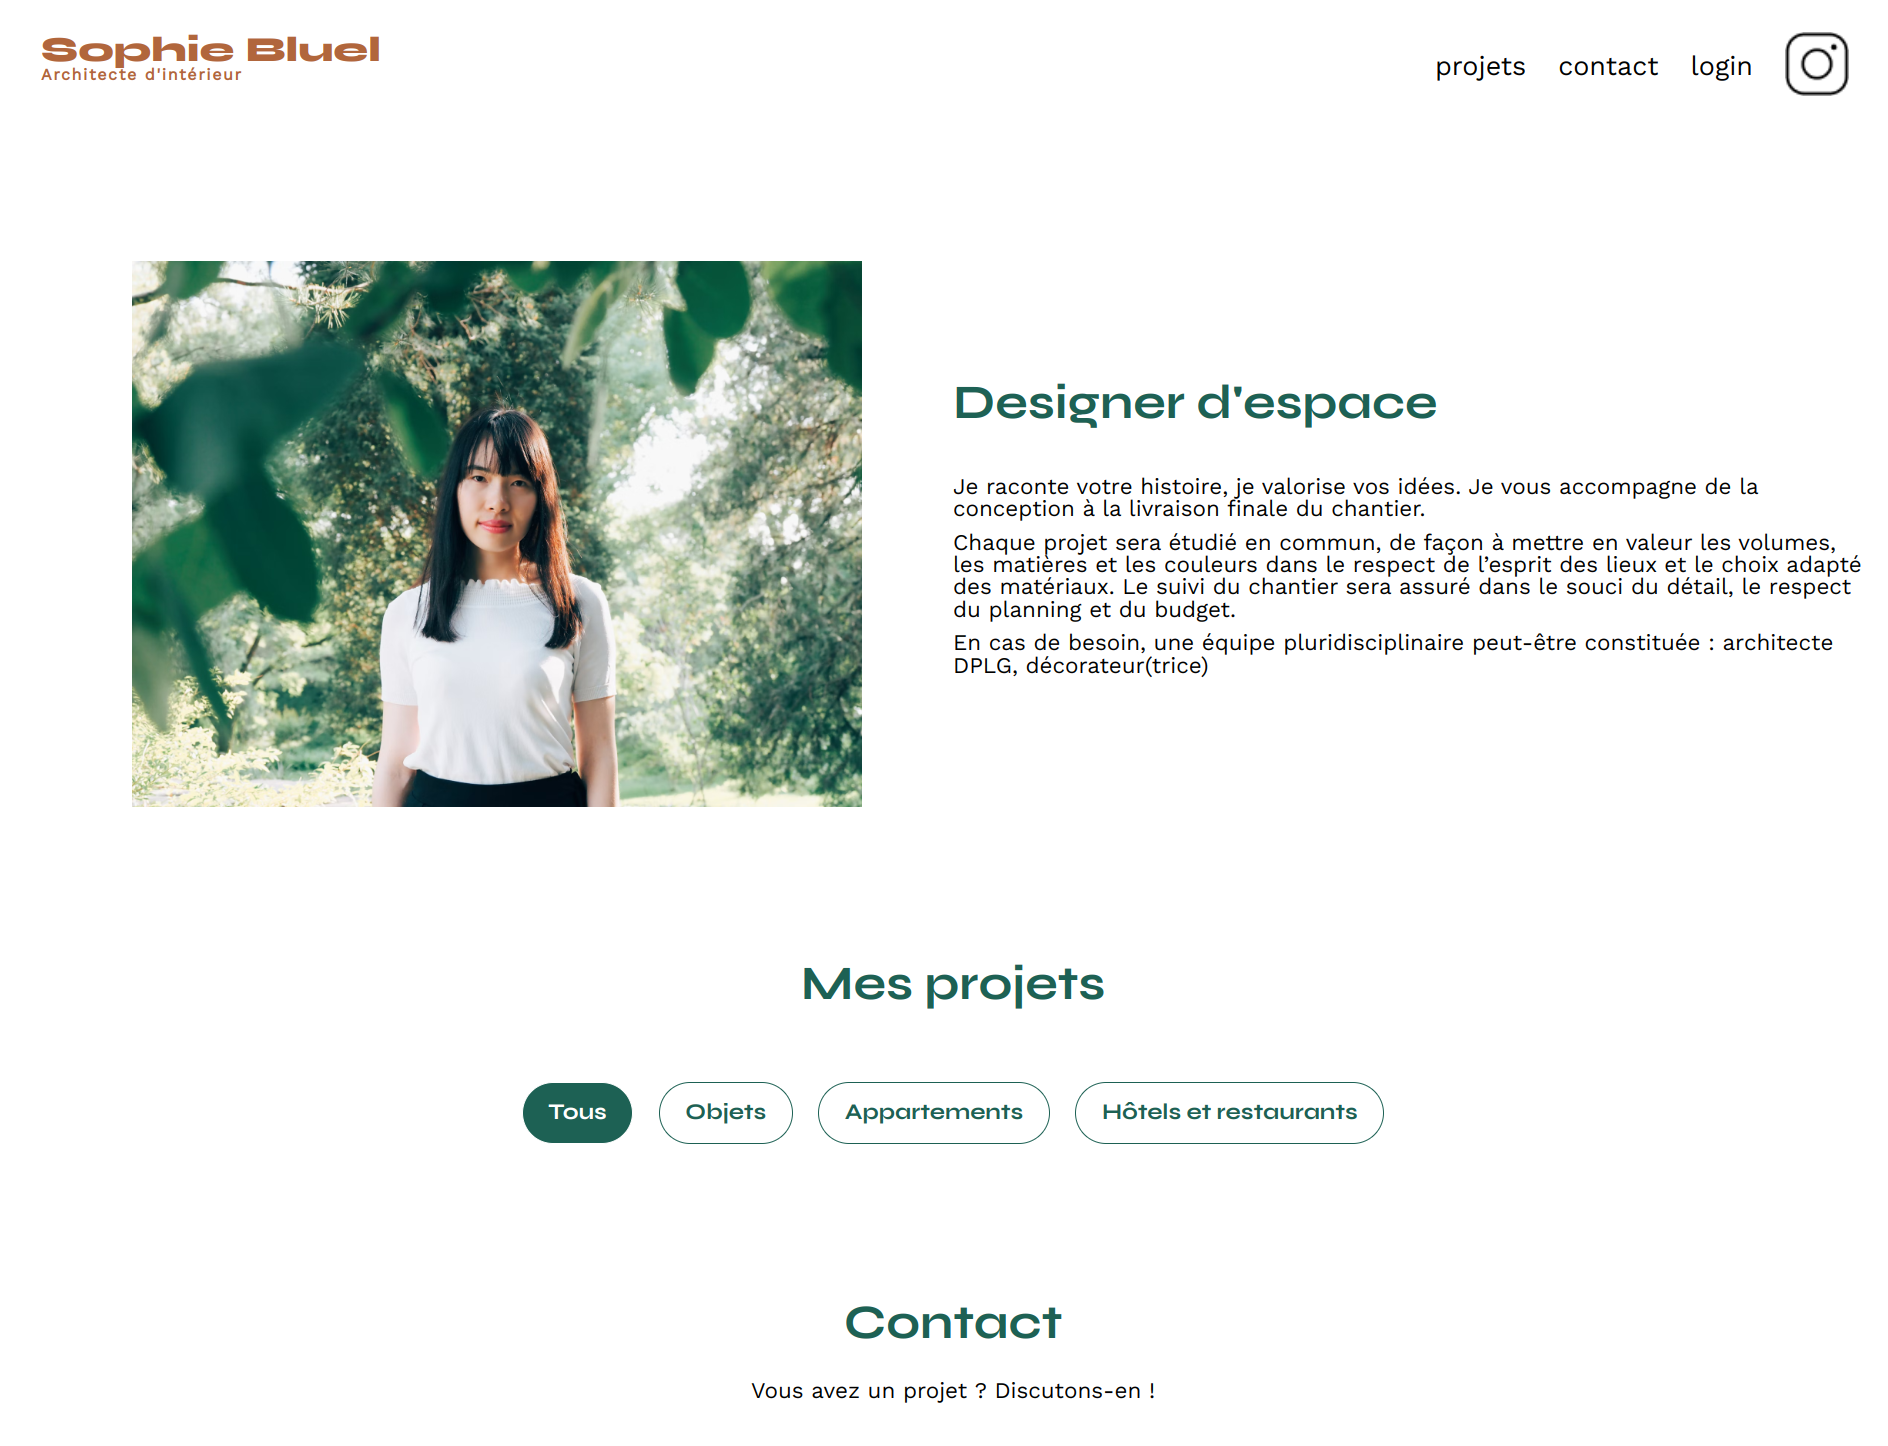 Sophie Bluel
Architecte d'intérieur
projets
contact
login
Designer d'espace
Je raconte votre histoire, je valorise vos idées. Je vous accompagne de la
conception à la livraison finale du chantier.
Chaque projet sera étudié en commun, de façon à mettre en valeur les volumes,
les matières et les couleurs dans le respect de l’esprit des lieux et le choix adapté
des matériaux. Le suivi du chantier sera assuré dans le souci du détail, le respect
du planning et du budget.
En cas de besoin, une équipe pluridisciplinaire peut-être constituée : architecte
DPLG, décorateur(trice)
Mes projets
Tous
Objets
Appartements
Hôtels et restaurants
Contact
Vous avez un projet ? Discutons-en !